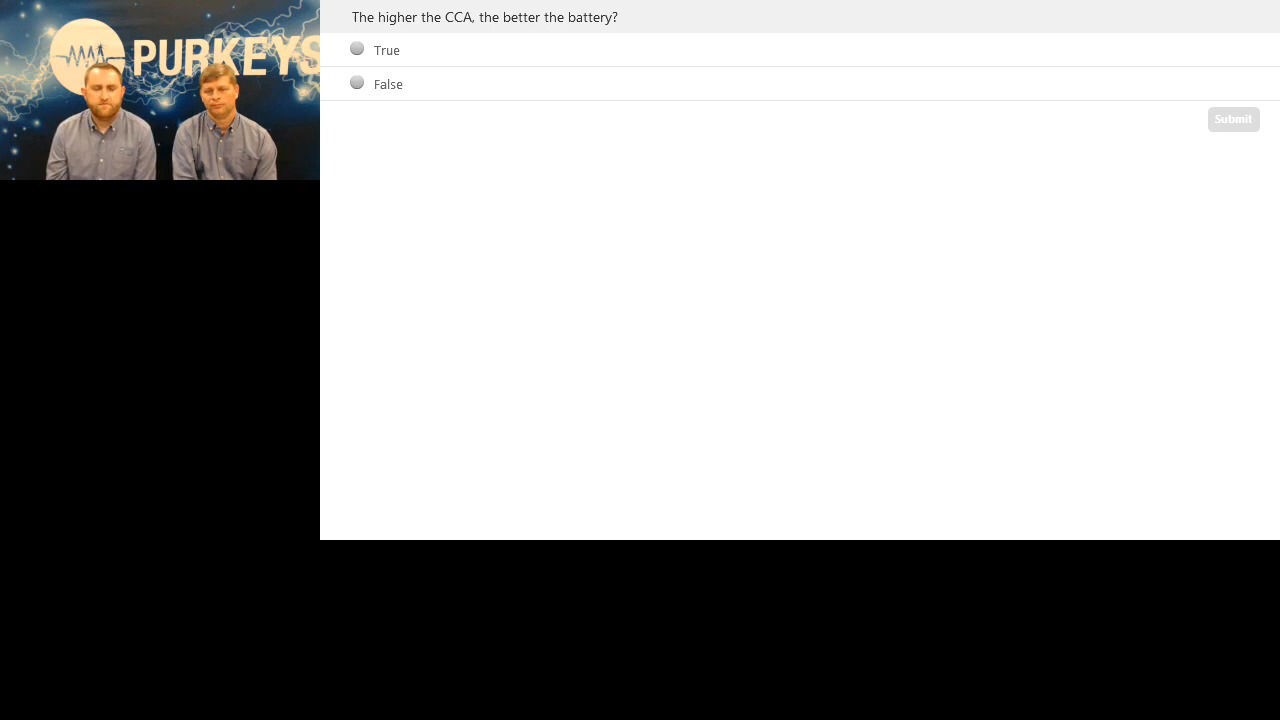 PURKEYS
The higher the CCA, the better the battery?
True
False
Submit